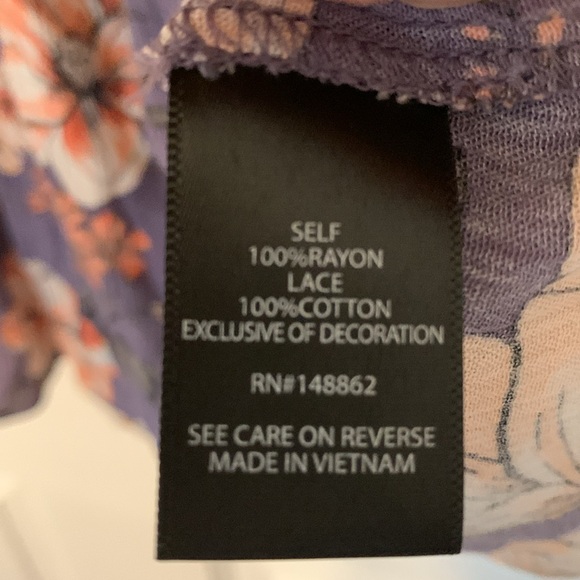 SELF
100%RAYON
LACE
100%COTTON
EXCLUSIVE OF DECORATION
RN#148862
SEE CARE ON REVERSE
MADE IN VIETNAM